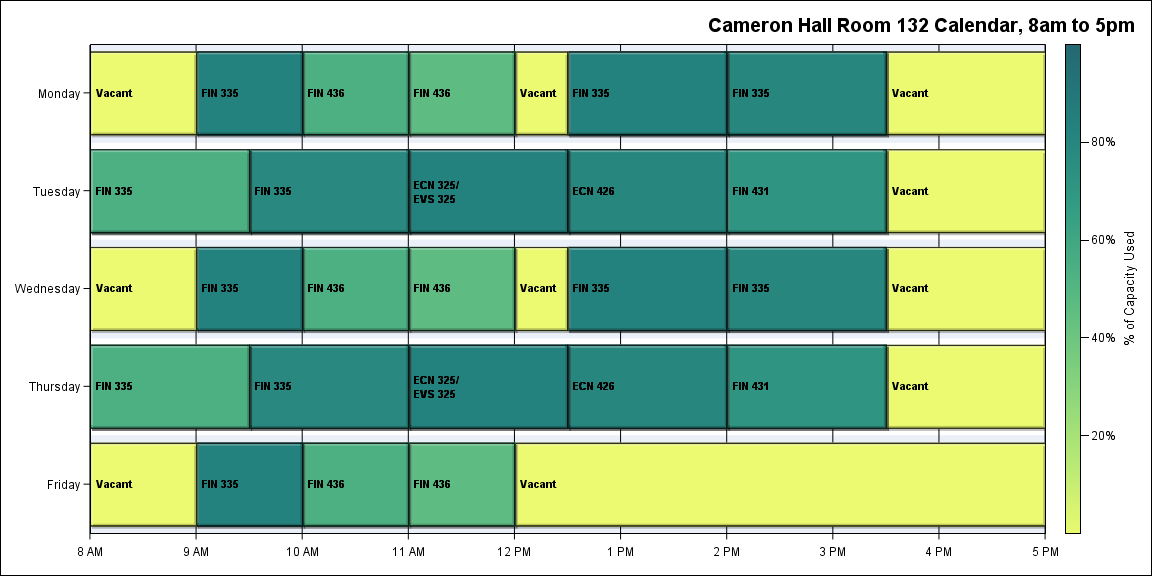 Cameron Hall Room 132 Calendar, 8am to 5pm
Monday
Vacant
FIN 335
FIN 436
FIN 436
Vacant
FIN 335
FIN 335
Vacant
Tuesday
FIN 335
FIN 335
ECN 325/
EVS 325
ECN 426
FIN 431
Vacant
Wednesday
Vacant
FIN 335
FIN 436
FIN 436
Vacant
FIN 335
FIN 335
Vacant
Thursday
FIN 335
FIN 335
ECN 325/
EVS 325
ECN 426
FIN 431
Vacant
Friday
Vacant
FIN 335
FIN 436
FIN 436
Vacant
8 AM
9 AM
10 AM
11 AM
12 PM
1 PM
2 PM
3 PM
4 PM
5 PM
80%
60%
40%
20%
% of Capacity Used